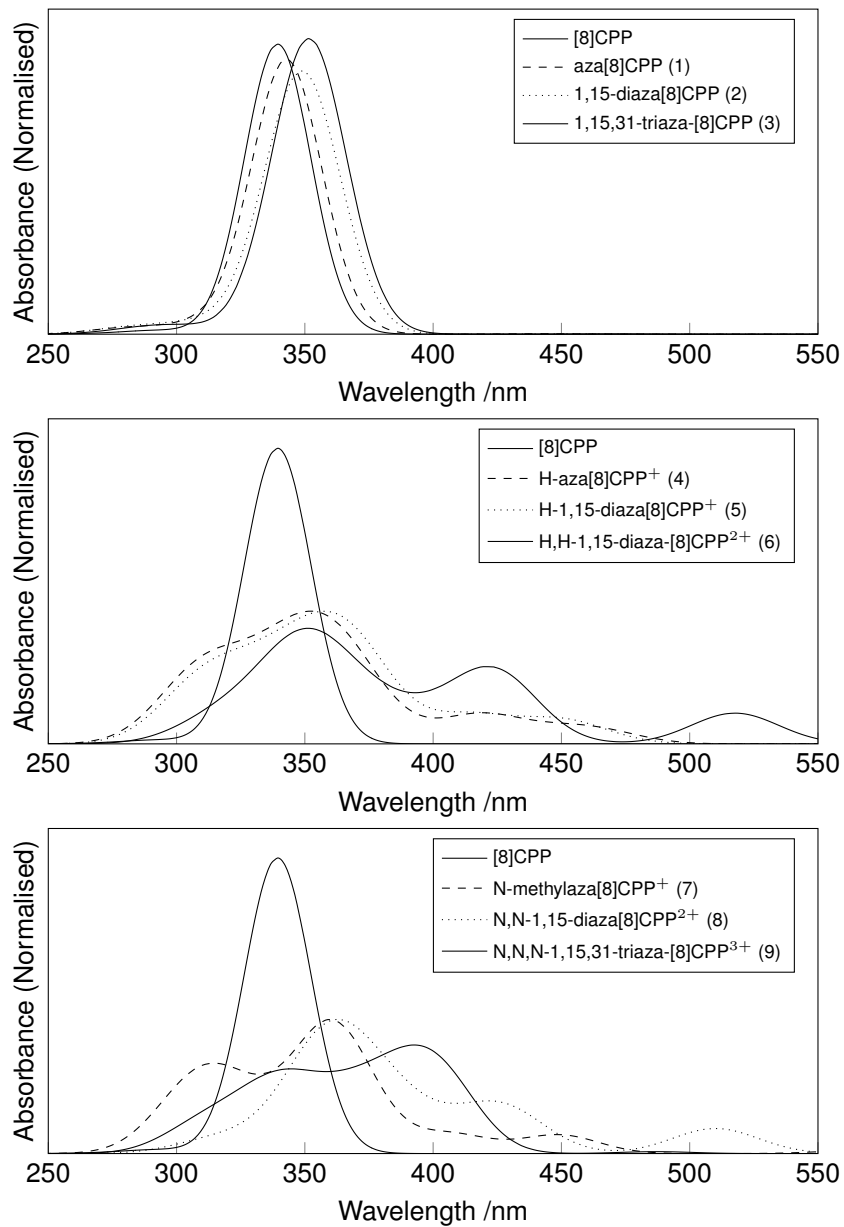 Absorbance (Normalised)
[8]CPP
aza[8]CPP (1)
1,15-diaza[8]CPP (2)
1,15,31-triaza-[8]CPP (3)
250 300 350 400 450 500 550
Wavelength /nm
Absorbance (Normalised)
[8]CPP
H-aza[8]CPP⁺ (4)
H-1,15-diaza[8]CPP⁺ (5)
H,H-1,15-diaza-[8]CPP²⁺ (6)
250 300 350 400 450 500 550
Wavelength /nm
Absorbance (Normalised)
[8]CPP
N-methylaza[8]CPP⁺ (7)
N,N-1,15-diaza[8]CPP²⁺ (8)
N,N,N-1,15,31-triaza-[8]CPP³⁺ (9)
250 300 350 400 450 500 550
Wavelength /nm